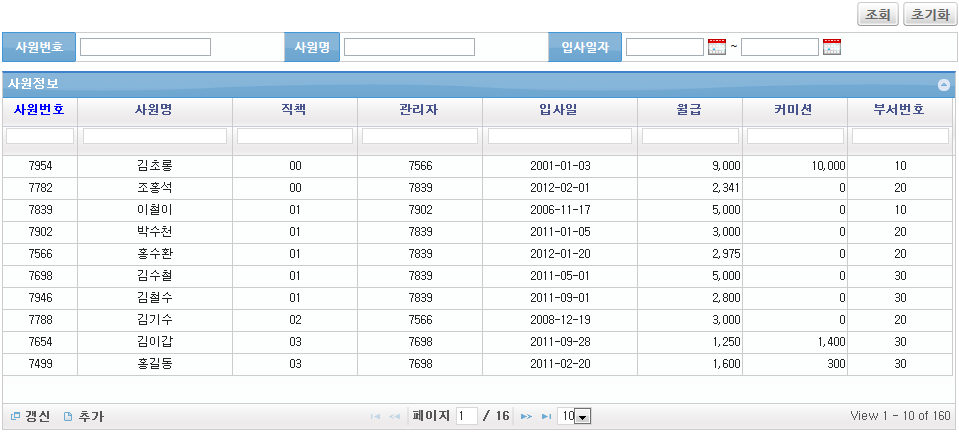 조회 초기화
사원번호 사원명 입사일자 ~
사원정보
사원번호 사원명 직책 관리자 입사일 월급 커미션 부서번호
7954 김초롱 00 7566 2001-01-03 9,000 10,000 10
7782 조홍석 00 7839 2012-02-01 2,341 0 20
7839 이철이 01 7902 2006-11-17 5,000 0 10
7902 박수천 01 7839 2011-01-05 3,000 0 20
7566 홍수환 01 7839 2012-01-20 2,975 0 20
7698 김수철 01 7839 2011-05-01 5,000 0 30
7946 김철수 01 7839 2011-09-01 2,800 0 30
7788 김기수 02 7566 2008-12-19 3,000 0 20
7654 김이갑 03 7698 2011-09-28 1,250 1,400 30
7499 홍길동 03 7698 2011-02-20 1,600 300 30
갱신 추가 페이지 1 / 16 10 View 1 - 10 of 160